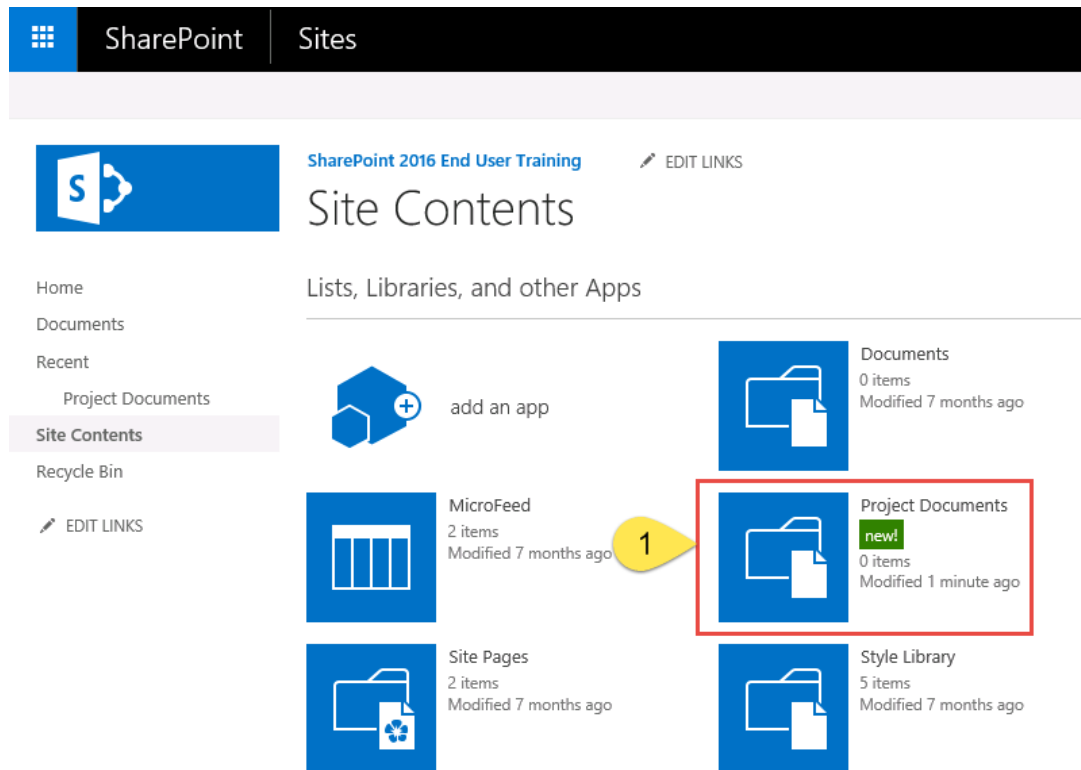 SharePoint
Sites
S
SharePoint 2016 End User Training
EDIT LINKS
Site Contents
Home
Documents
Recent
Project Documents
Site Contents
Recycle Bin
EDIT LINKS
Lists, Libraries, and other Apps
add an app
Documents
0 items
Modified 7 months ago
MicroFeed
2 items
Modified 7 months ago
1
Project Documents
new!
0 items
Modified 1 minute ago
Site Pages
2 items
Modified 7 months ago
Style Library
5 items
Modified 7 months ago